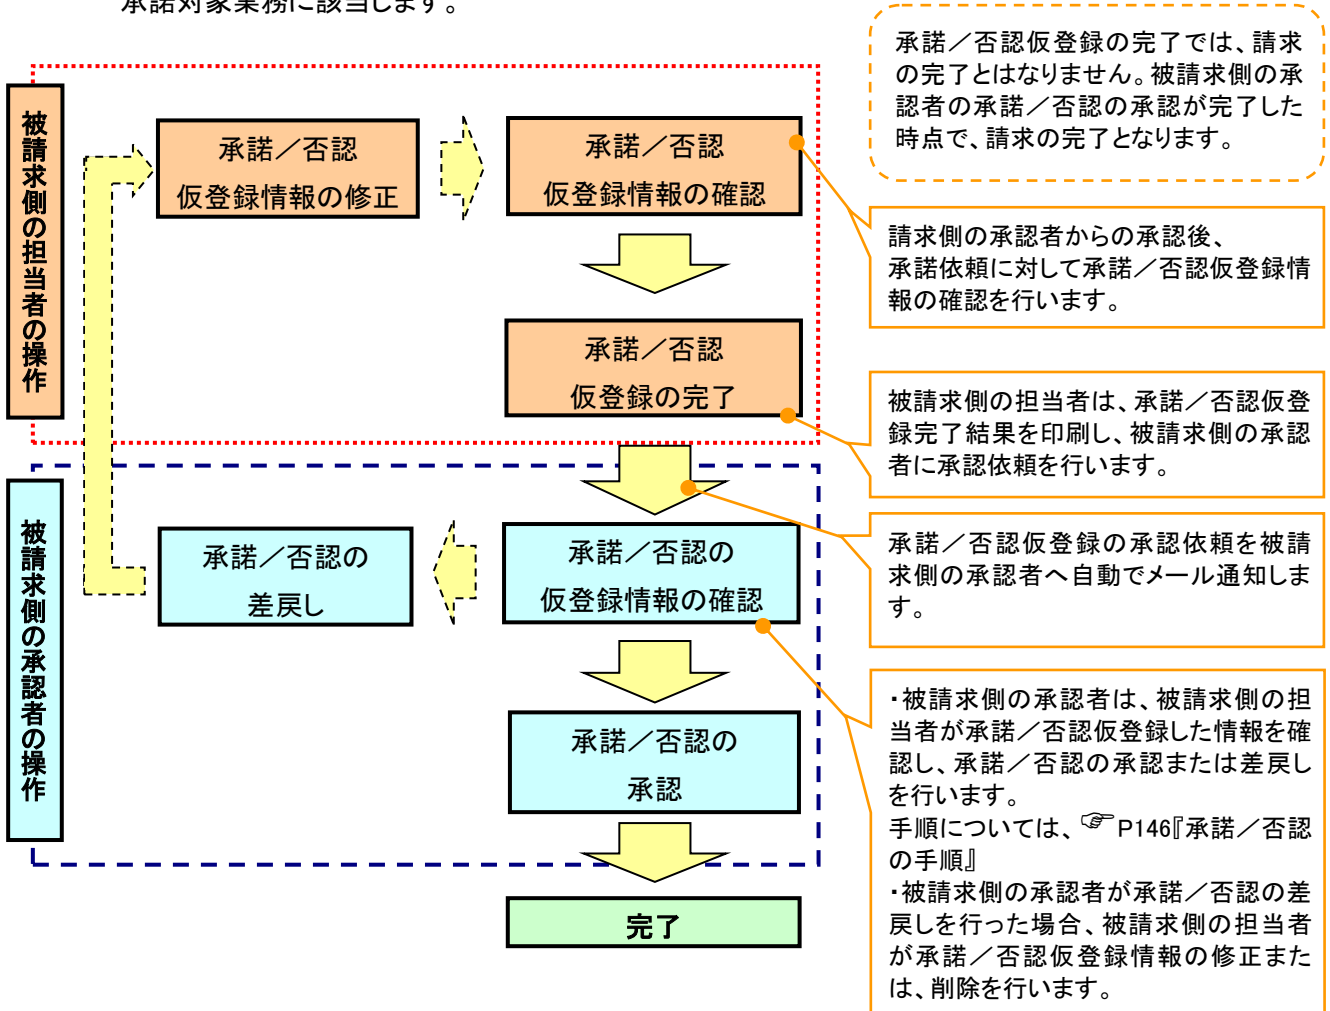 承諾対象業務に該当します。
承諾／否認仮登録の完了では、請求
の完了とはなりません。被請求側の承
認者の承諾／否認の承認が完了した
時点で、請求の完了となります。
被請求側の担当者の操作
承諾／否認
仮登録情報の修正
承諾／否認
仮登録情報の確認
請求側の承認者からの承認後、
承諾依頼に対して承諾／否認仮登録情
報の確認を行います。
承諾／否認
仮登録の完了
被請求側の担当者は、承諾／否認仮登
録完了結果を印刷し、被請求側の承認
者に承認依頼を行います。
被請求側の承認者の操作
承諾／否認の
差戻し
承諾／否認の
仮登録情報の確認
承諾／否認仮登録の承認依頼を被請
求側の承認者へ自動でメール通知しま
す。
承諾／否認の
承認
・被請求側の承認者は、被請求側の担
当者が承諾／否認仮登録した情報を確
認し、承諾／否認の承認または差戻し
を行います。
手順については、☞P146『承諾／否認
の手順』
・被請求側の承認者が承諾／否認の差
戻しを行った場合、被請求側の担当者
が承諾／否認仮登録情報の修正また
は、削除を行います。
完了